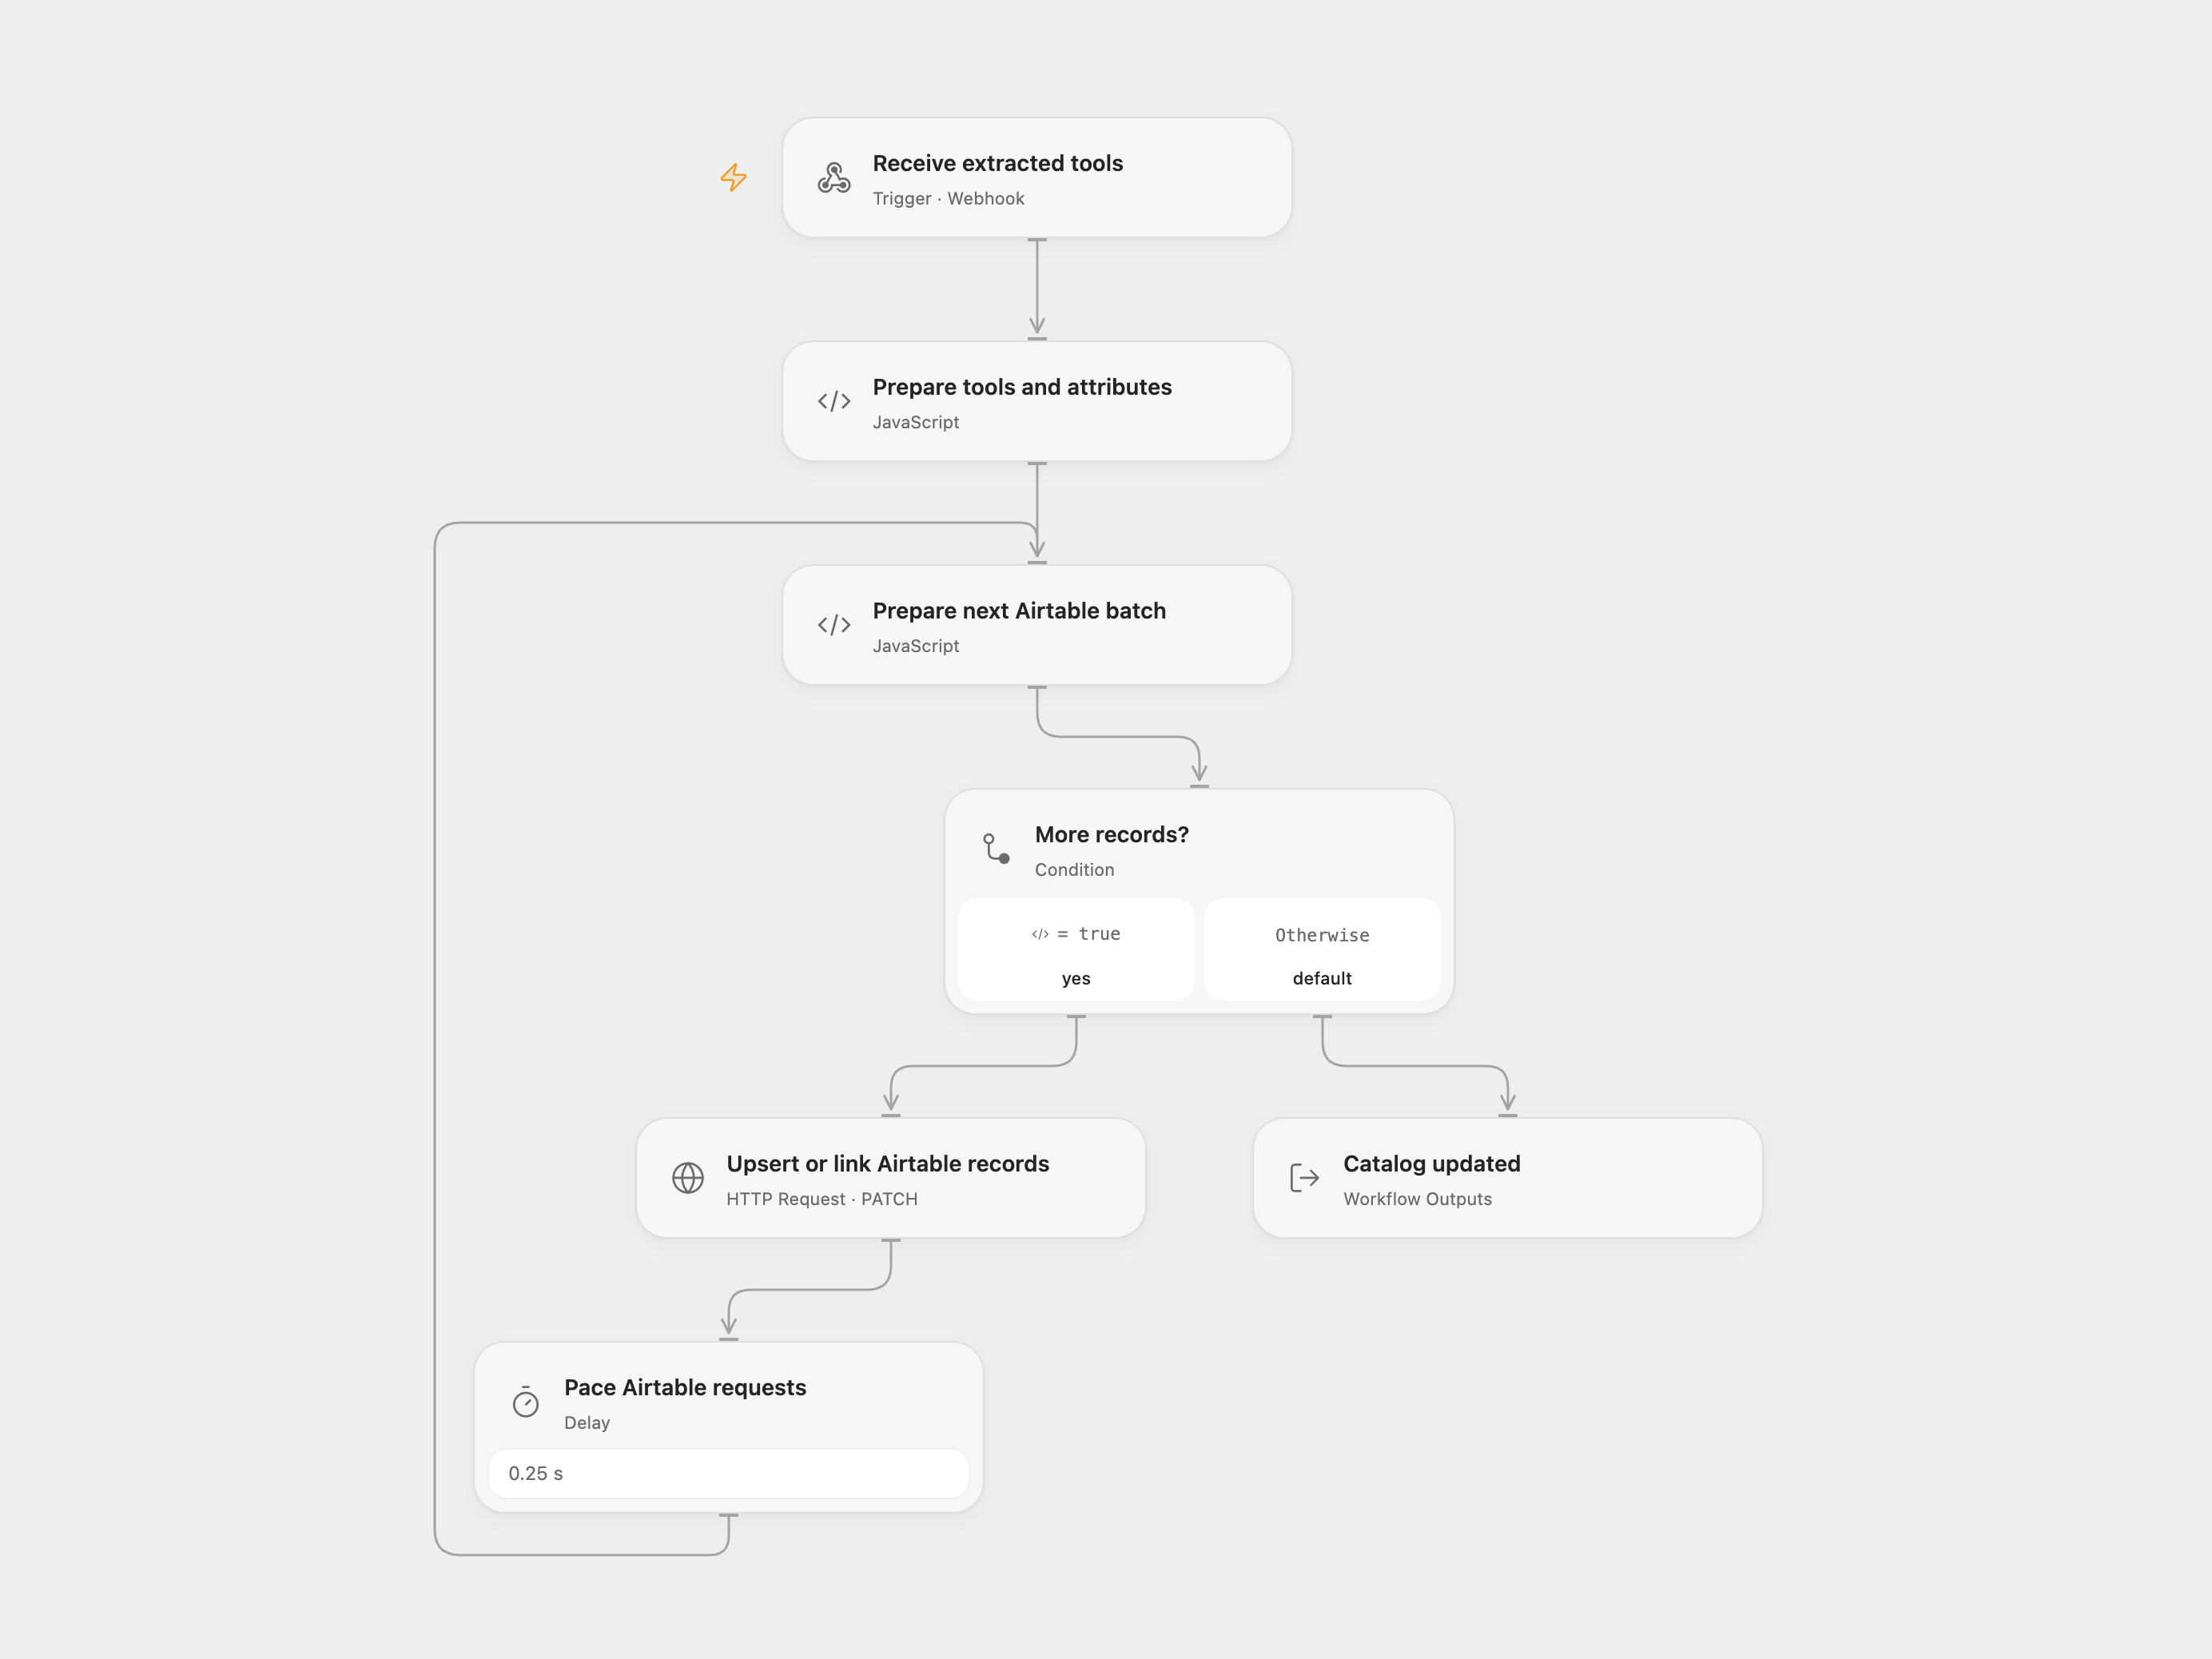 Receive extracted tools
Trigger · Webhook
Prepare tools and attributes
JavaScript
Prepare next Airtable batch
JavaScript
More records?
Condition
</> = true
yes
Otherwise
default
Upsert or link Airtable records
HTTP Request · PATCH
Catalog updated
Workflow Outputs
Pace Airtable requests
Delay
0.25 s